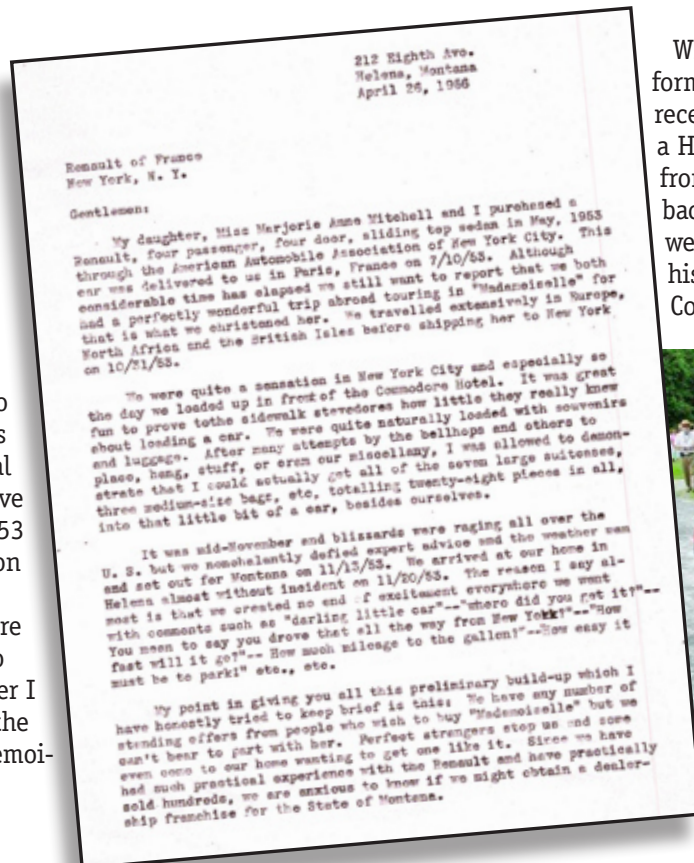 212 Eighth Ave.
Helena, Montana
April 26, 1956
Renault of France
New York, N. Y.
Gentlemen:
My daughter, Miss Marjorie Anne Mitchell and I purchased a
Renault, four passenger, four door, sliding top sedan in May, 1953
through the American Automobile Association of New York City. This
car was delivered to us in Paris, France on 7/10/53. Although
considerable time has elapsed we still want to report that we both
had a perfectly wonderful trip abroad touring in "Mademoiselle" for
that is what we christened her. We travelled extensively in Europe,
North Africa and the British Isles before shipping her to New York
on 10/31/53.
We were quite a sensation in New York City and especially so
the day we loaded up in front of the Commodore Hotel. It was great
fun to prove tothe sidewalk stevedores how little they really knew
about loading a car. We were quite naturally loaded with souvenirs
and luggage. After many attempts by the bellhops and others to
place, hang, stuff, or cram our miscellany, I was allowed to demon-
strate that I could actually get all of the seven large suitcases,
three medium-size bags, etc, totalling twenty-eight pieces in all,
into that little bit of a car, besides ourselves.
It was mid-November and blizzards were raging all over the
U. S. but we nonchalantly defied expert advice and the weather man
and set out for Montana on 11/13/53. We arrived at our home in
Helena almost without incident on 11/20/53. The reason I say al-
most is that we created no end of excitement everywhere we went
with comments such as "darling little car"--"where did you get it?"--
You mean to say you drove that all the way from New York?"--"How
fast will it go?"-- How much mileage to the gallon?"--How easy it
must be to park!" etc., etc.
My point in giving you all this preliminary build-up which I
have honestly tried to keep brief is this; We have any number of
standing offers from people who wish to buy "Mademoiselle" but we
can't bear to part with her. Perfect strangers stop us and some
even come to our home wanting to get one like it. Since we have
had such practical experience with the Renault and have practically
sold hundreds, we are anxious to know if we might obtain a dealer-
ship franchise for the State of Montana.
o
s
al
ve
53
on
re
o
er I
the
emoi-
W
form
rece
a H
from
bac
we
his
Co